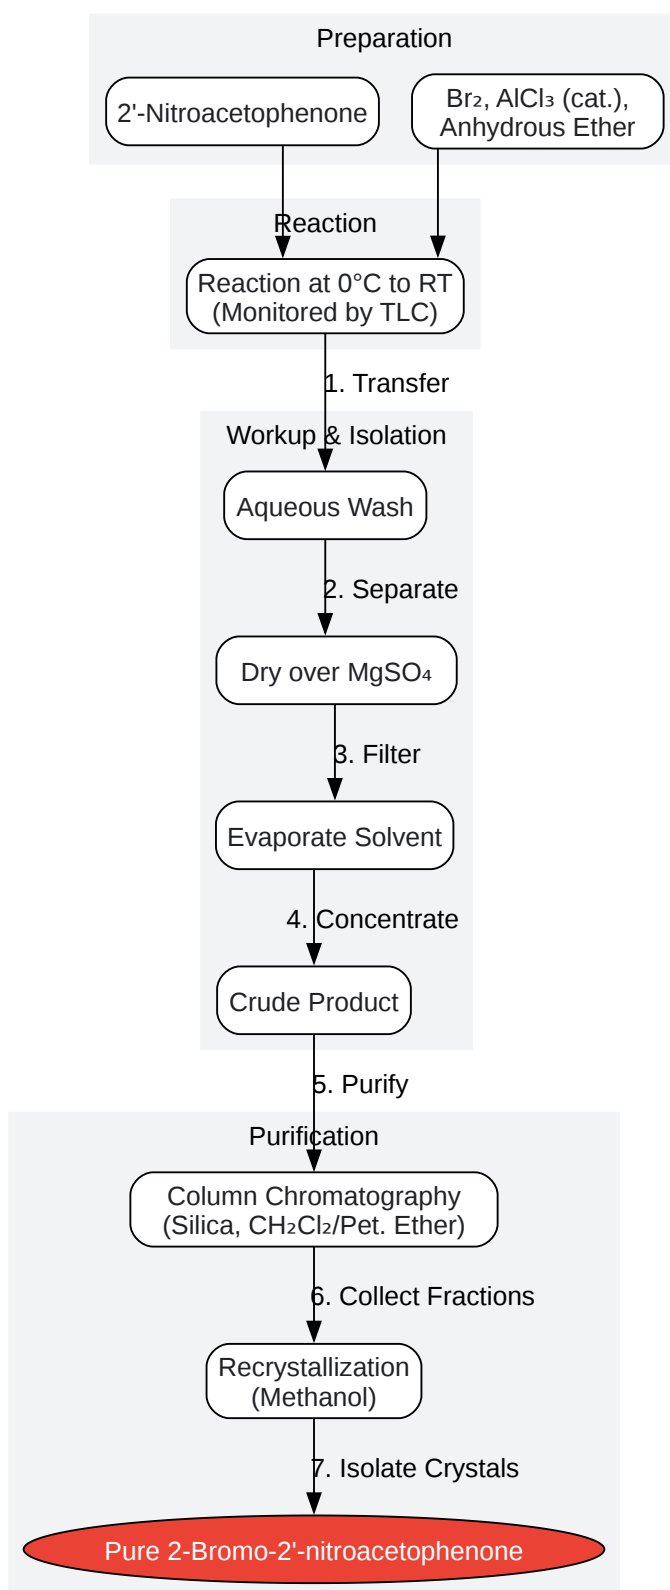 Preparation
2'-Nitroacetophenone
Br₂, AlCl₃ (cat.),
Anhydrous Ether
Reaction
Reaction at 0°C to RT
(Monitored by TLC)
1. Transfer
Workup & Isolation
Aqueous Wash
2. Separate
Dry over MgSO₄
3. Filter
Evaporate Solvent
4. Concentrate
Crude Product
5. Purify
Purification
Column Chromatography
(Silica, CH₂Cl₂/Pet. Ether)
6. Collect Fractions
Recrystallization
(Methanol)
7. Isolate Crystals
Pure 2-Bromo-2'-nitroacetophenone